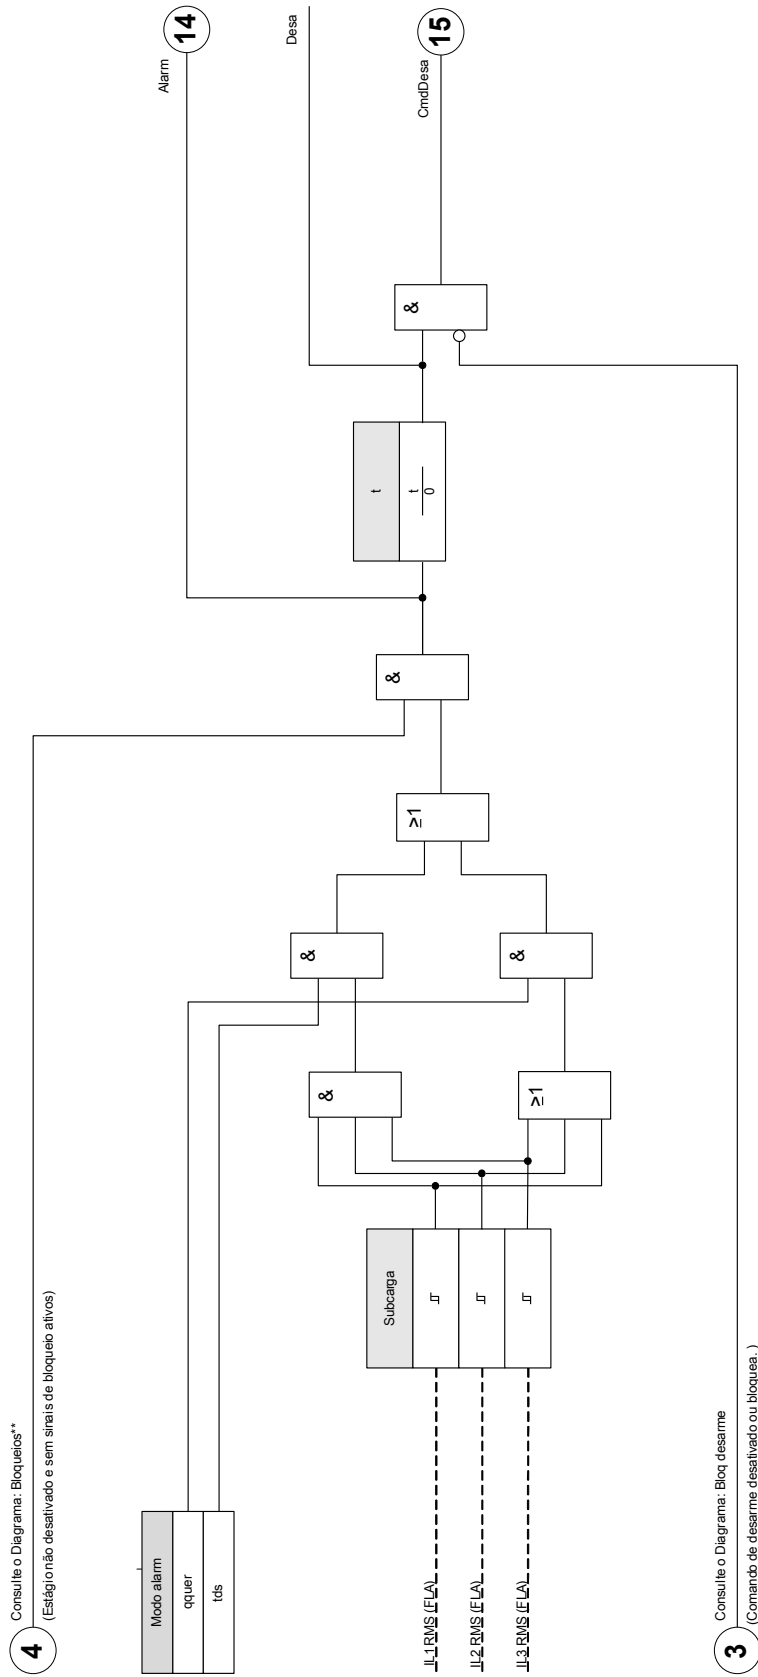 4
Consulte o Diagrama: Bloqueios**
(Estágio não desativado e sem sinais de bloqueio ativos)
Modo alarm
qquer
tds
IL1 RMS (FLA)
IL2 RMS (FLA)
IL3 RMS (FLA)
Subcarga
&
≥1
&
&
≥1
&
t
t
0
&
Alarm
14
Desa
CmdDesa
15
3
Consulte o Diagrama: Bloq desarme
(Comando de desarme desativado ou bloquea. )